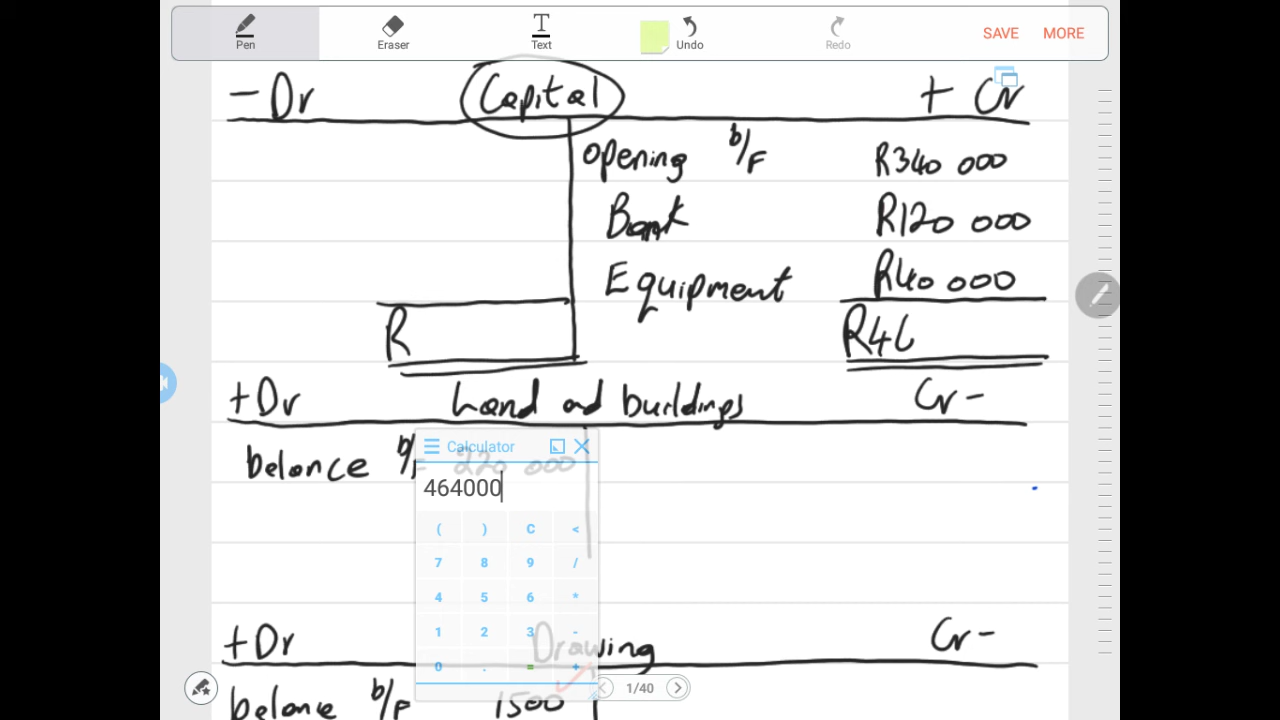 Pen Eraser Text Undo Redo SAVE MORE
- Dr Capital + Cr
opening b/F R340 000
Bank R120 000
Equipment R40 000
R R46
+Dr Land and buildings Cr -
balance b/F 220 000
Calculator
464000
( ) C <
7 8 9 /
4 5 6 *
1 2 3 -
0 . = +
+Dr Drawing Cr -
1/40
balance b/F 1500